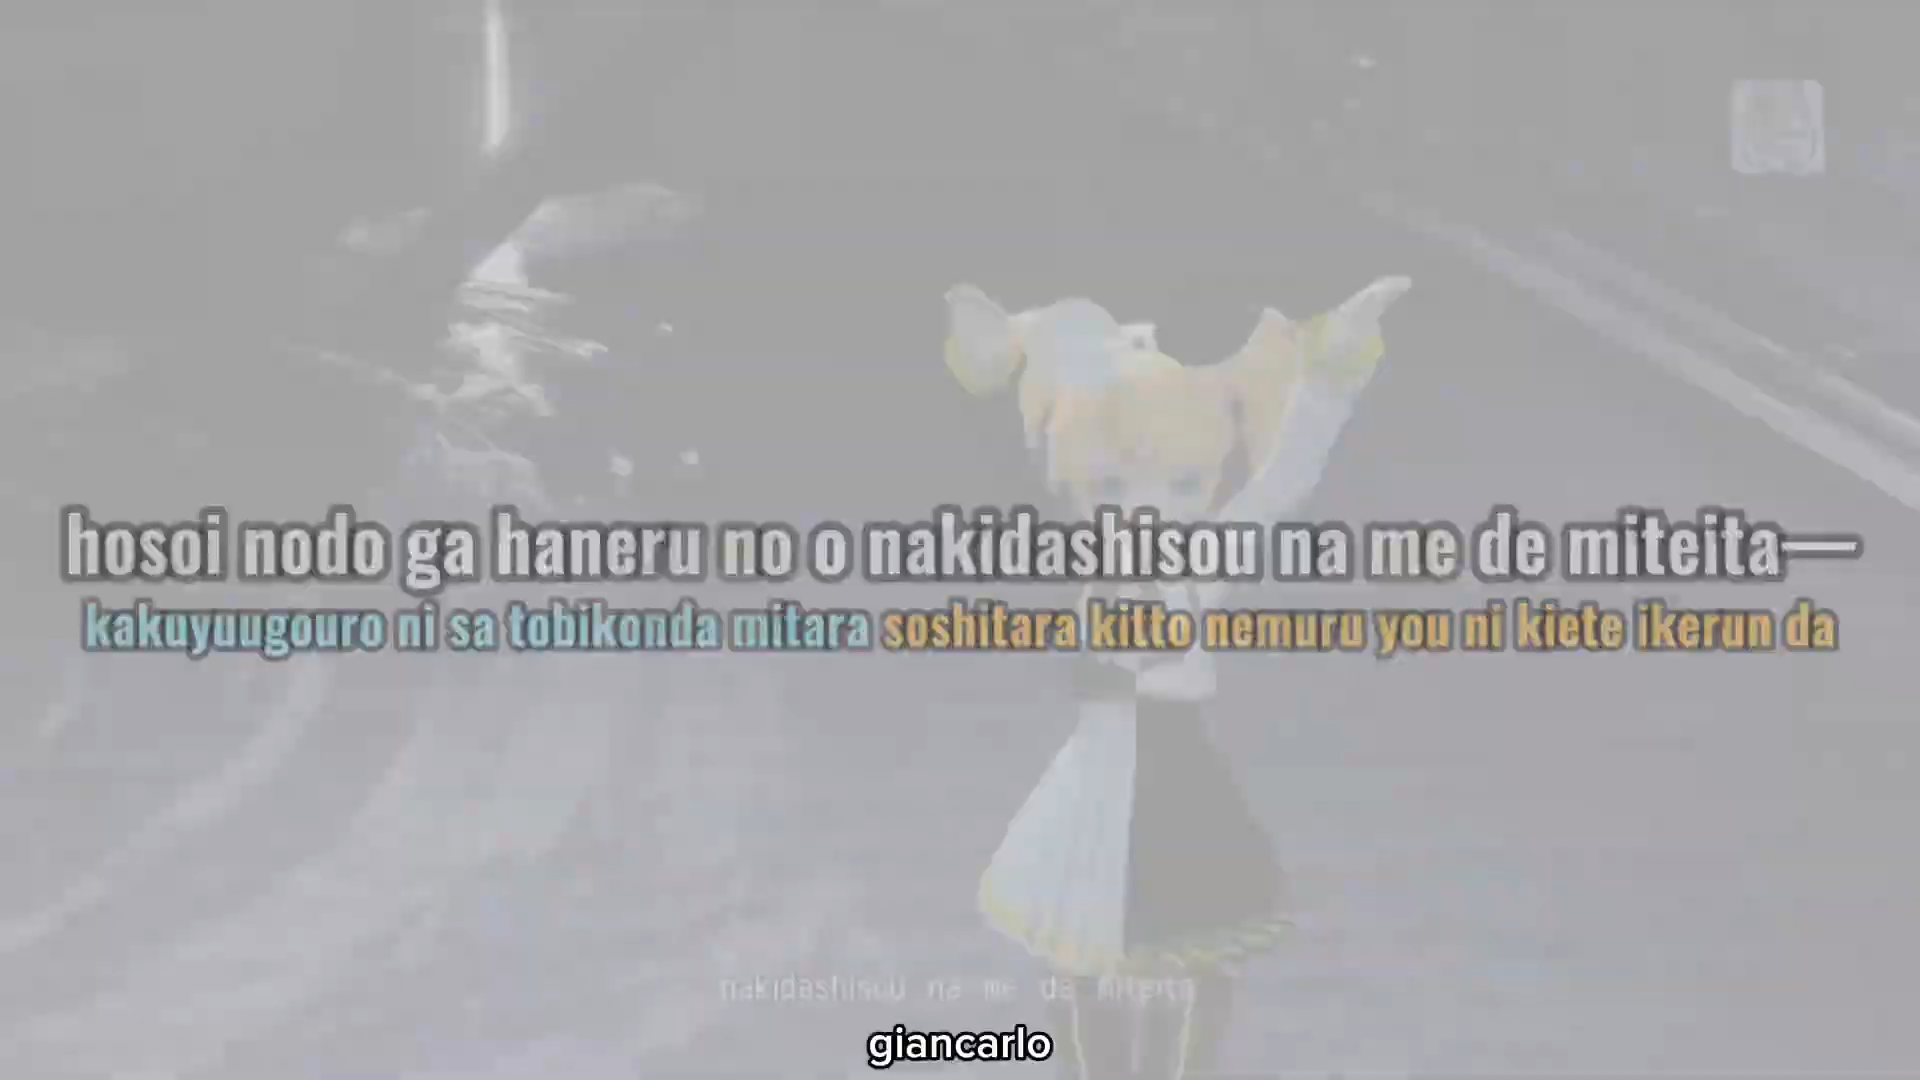 hosoi nodo ga haneru no o nakidashisou na me de miteita—
kakuyuugouro ni sa tobikonda mitara soshitara kitto nemuru you ni kiete ikerun da
nakidashisou na me de miteita
giancarlo